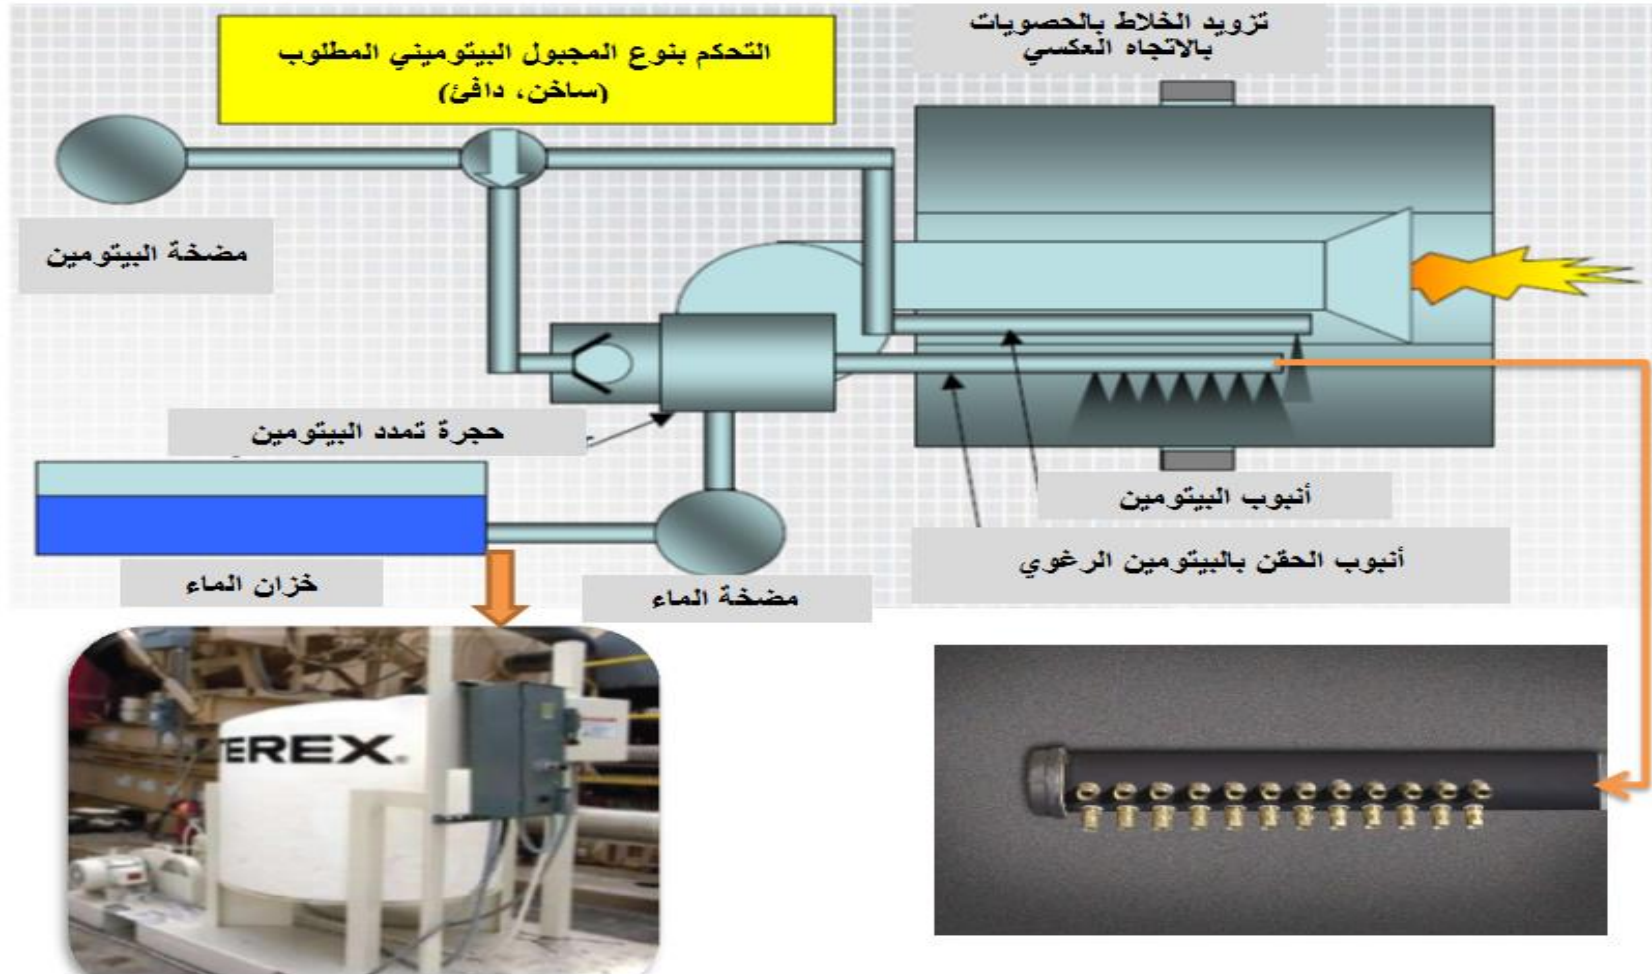 تزويد الخلاط بالحصويات
بالاتجاه العكسي
التحكم بنوع المجبول البيتوميني المطلوب
(ساخن، دافئ)
مضخة البيتومين
حجرة تمدد البيتومين
أنبوب البيتومين
أنبوب الحقن بالبيتومين الرغوي
خزان الماء
مضخة الماء
TEREX®